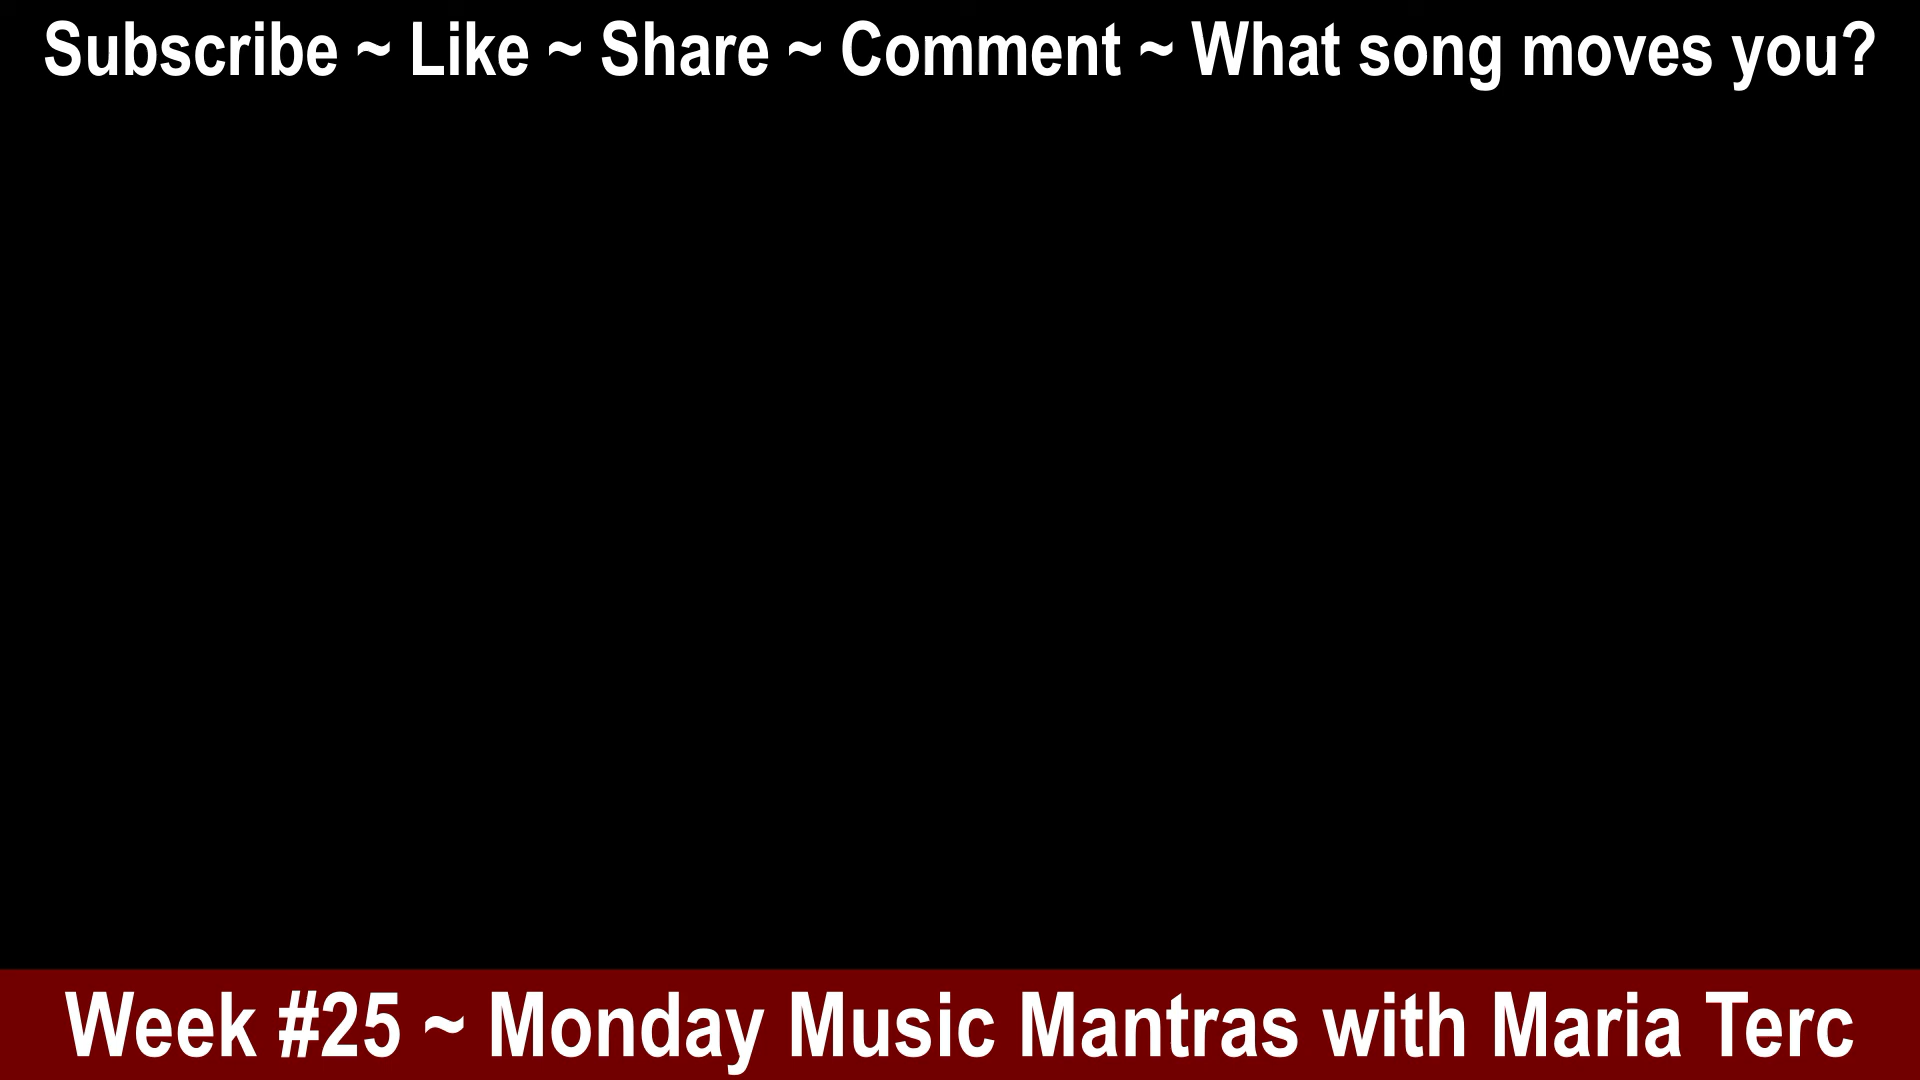 Subscribe ~ Like ~ Share ~ Comment ~ What song moves you?
Week #25 ~ Monday Music Mantras with Maria Terc